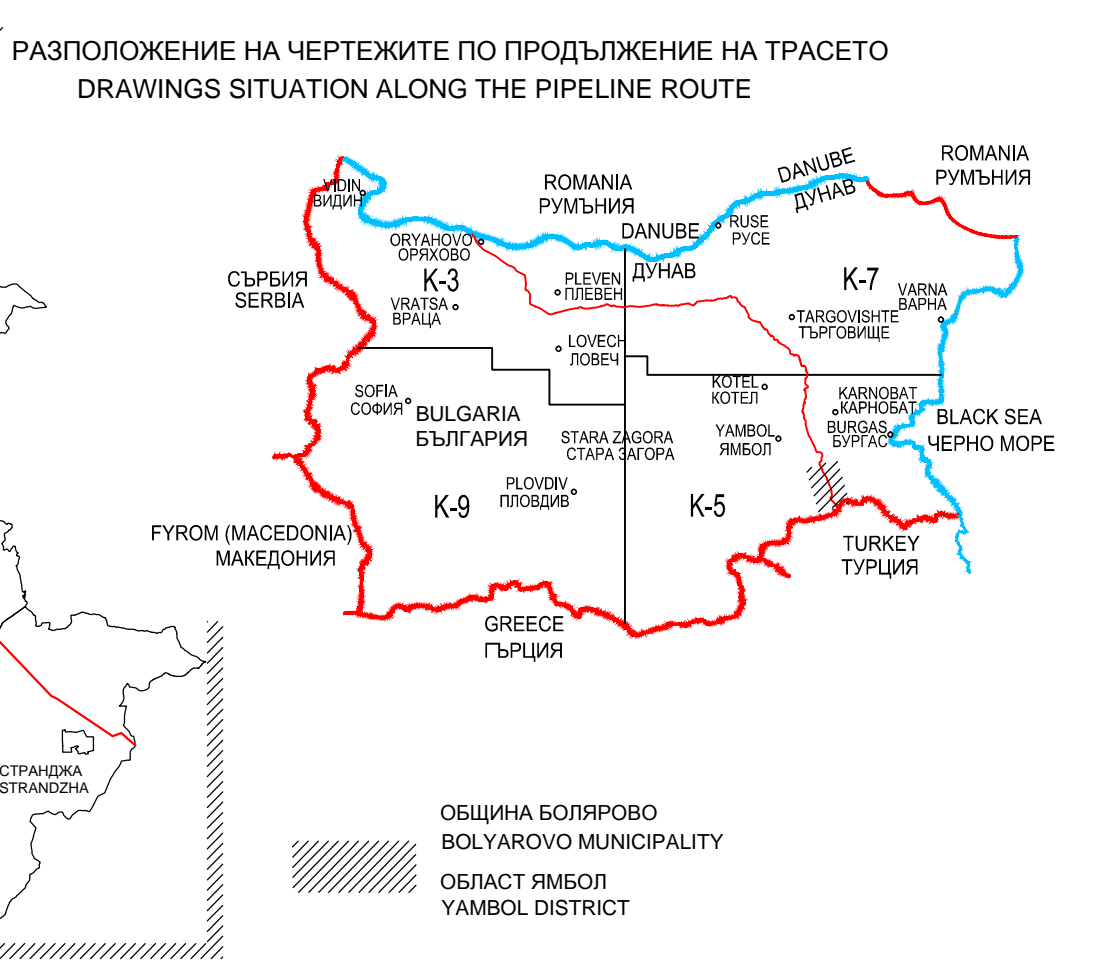 РАЗПОЛОЖЕНИЕ НА ЧЕРТЕЖИТЕ ПО ПРОДЪЛЖЕНИЕ НА ТРАСЕТО
DRAWINGS SITUATION ALONG THE PIPELINE ROUTE
ROMANIA
РУМЪНИЯ
DANUBE
ДУНАВ
ROMANIA
РУМЪНИЯ
VIDIN
ВИДИН
DANUBE
ДУНАВ
RUSE
РУСЕ
ORYAHOVO
ОРЯХОВО
СЪРБИЯ
SERBIA
K-3
PLEVEN
ПЛЕВЕН
K-7
VARNA
ВАРНА
VRATSA
ВРАЦА
TARGOVISHTE
ТЪРГОВИЩЕ
LOVECH
ЛОВЕЧ
SOFIA
СОФИЯ
BULGARIA
БЪЛГАРИЯ
KOTEL
КОТЕЛ
KARNOBAT
КАРНОБАТ
BURGAS
БУРГАС
BLACK SEA
ЧЕРНО МОРЕ
STARA ZAGORA
СТАРА ЗАГОРА
YAMBOL
ЯМБОЛ
PLOVDIV
ПЛОВДИВ
K-9
K-5
FYROM (MACEDONIA)
МАКЕДОНИЯ
TURKEY
ТУРЦИЯ
GREECE
ГЪРЦИЯ
СТРАНДЖА
STRANDZHA
ОБЩИНА БОЛЯРОВО
BOLYAROVO MUNICIPALITY
ОБЛАСТ ЯМБОЛ
YAMBOL DISTRICT